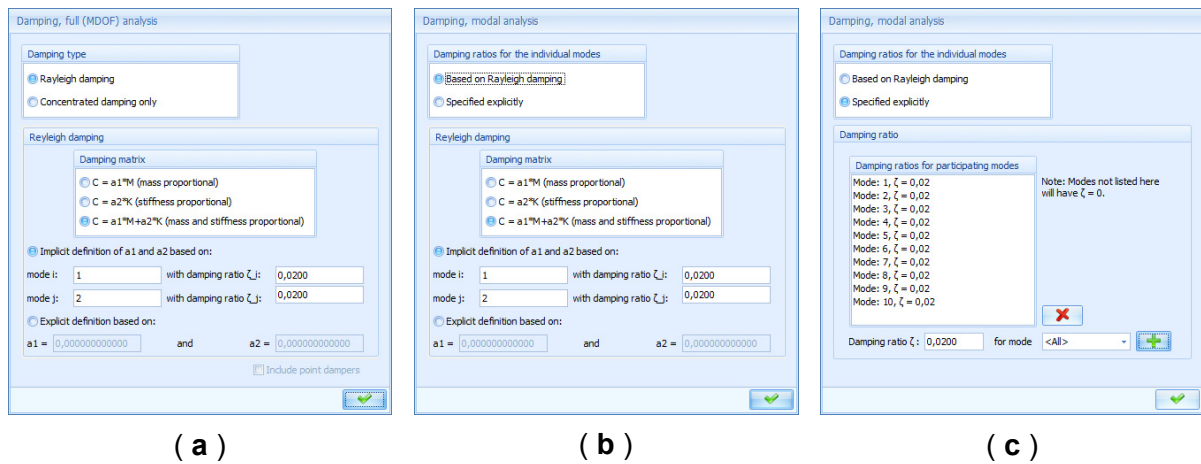 Damping, full (MDOF) analysis
Damping type
Rayleigh damping
Concentrated damping only
Reyleigh damping
Damping matrix
C = a1*M (mass proportional)
C = a2*K (stiffness proportional)
C = a1*M+a2*K (mass and stiffness proportional)
Implicit definition of a1 and a2 based on:
mode i: 1 with damping ratio ζ_i: 0,0200
mode j: 2 with damping ratio ζ_j: 0,0200
Explicit definition based on:
a1 = 0,000000000000 and a2 = 0,000000000000
Include point dampers
(a)
Damping, modal analysis
Damping ratios for the individual modes
Based on Rayleigh damping
Specified explicitly
Reyleigh damping
Damping matrix
C = a1*M (mass proportional)
C = a2*K (stiffness proportional)
C = a1*M+a2*K (mass and stiffness proportional)
Implicit definition of a1 and a2 based on:
mode i: 1 with damping ratio ζ_i: 0,0200
mode j: 2 with damping ratio ζ_j: 0,0200
Explicit definition based on:
a1 = 0,000000000000 and a2 = 0,000000000000
(b)
Damping, modal analysis
Damping ratios for the individual modes
Based on Rayleigh damping
Specified explicitly
Damping ratio
Damping ratios for participating modes
Mode: 1, ζ = 0,02
Mode: 2, ζ = 0,02
Mode: 3, ζ = 0,02
Mode: 4, ζ = 0,02
Mode: 5, ζ = 0,02
Mode: 6, ζ = 0,02
Mode: 7, ζ = 0,02
Mode: 8, ζ = 0,02
Mode: 9, ζ = 0,02
Mode: 10, ζ = 0,02
Note: Modes not listed here
will have ζ = 0.
Damping ratio ζ : 0,0200 for mode <All>
(c)